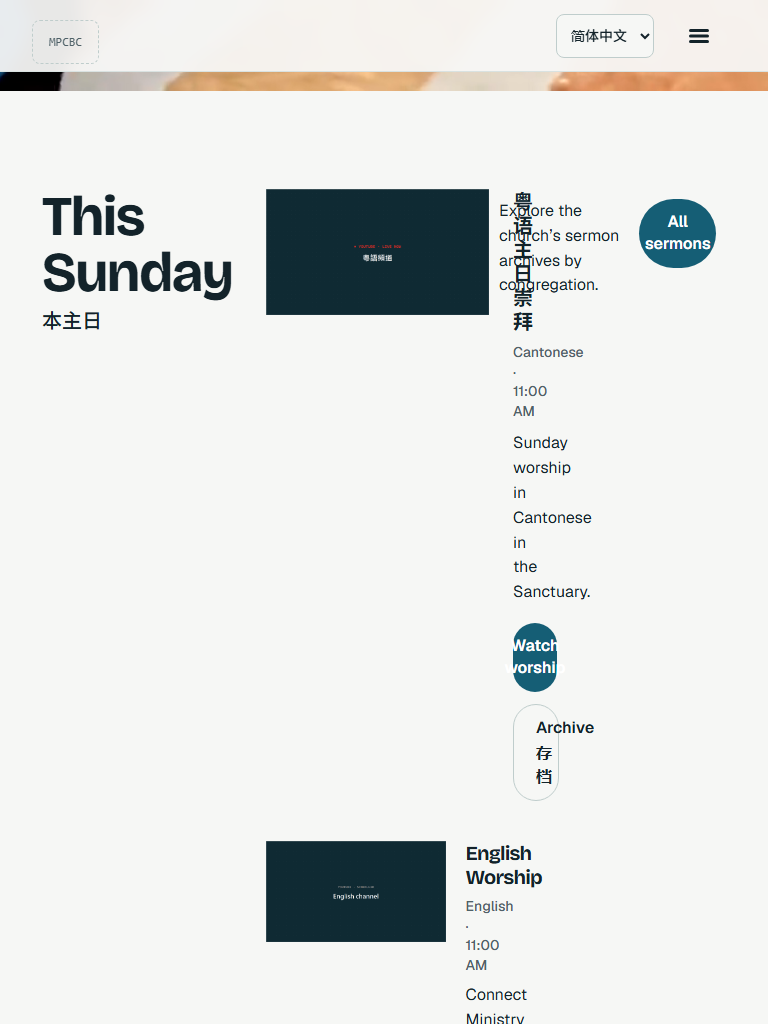 MPCBC
简体中文
This
Sunday
本主日
粵語頻道
粤
语
主
日
崇
拜
Explore the
church’s sermon
archives by
congregation.
All
sermons
Cantonese
·
11:00
AM
Sunday
worship
in
Cantonese
in
the
Sanctuary.
Watch
worship
Archive
存
档
English channel
English
Worship
English
·
11:00
AM
Connect
Ministry